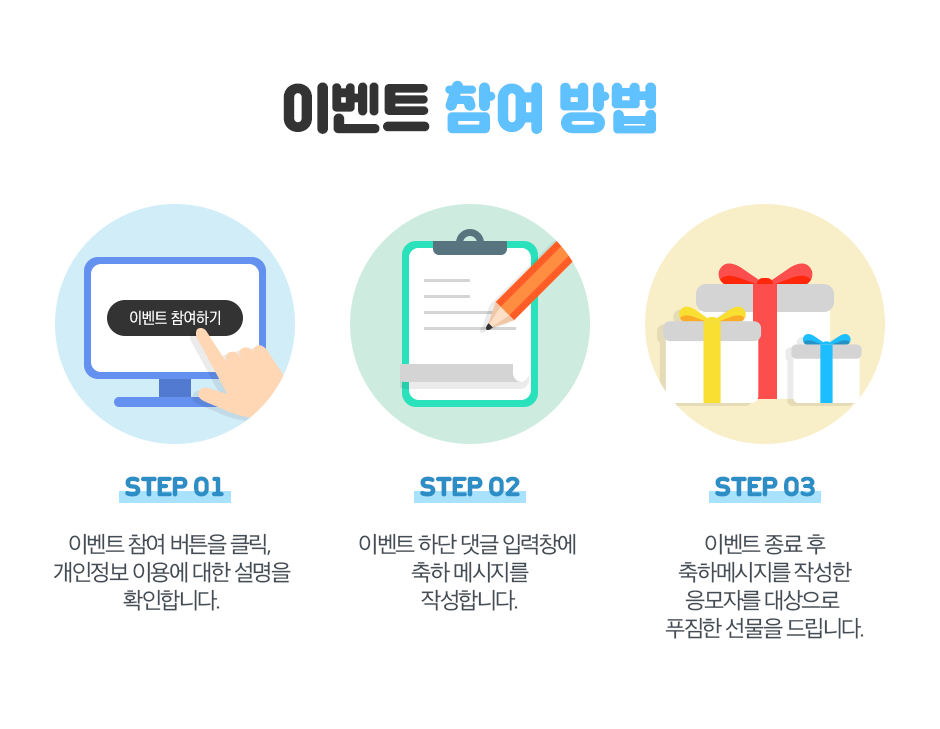 이벤트 참여 방법
이벤트 참여하기
STEP 01
이벤트 참여 버튼을 클릭,
개인정보 이용에 대한 설명을
확인합니다.
STEP 02
이벤트 하단 댓글 입력창에
축하 메시지를
작성합니다.
STEP 03
이벤트 종료 후
축하메시지를 작성한
응모자를 대상으로
푸짐한 선물을 드립니다.